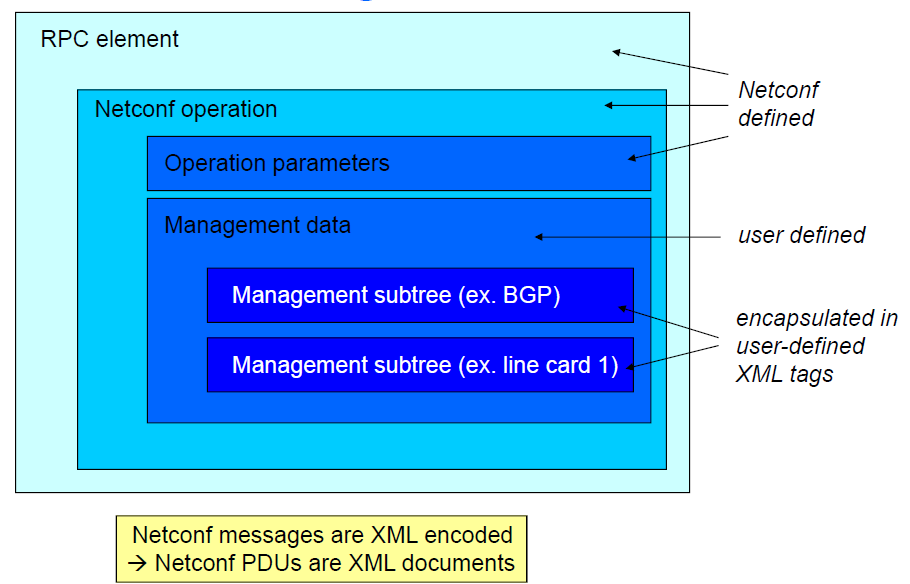 RPC element
Netconf operation
Operation parameters
Management data
Management subtree (ex. BGP)
Management subtree (ex. line card 1)
Netconf
defined
user defined
encapsulated in
user-defined
XML tags
Netconf messages are XML encoded
→ Netconf PDUs are XML documents